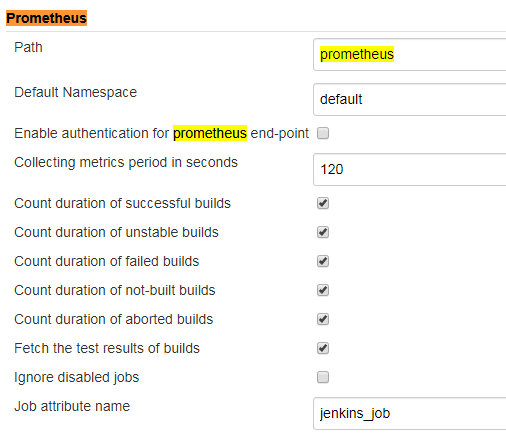 Prometheus
Path prometheus
Default Namespace default
Enable authentication for prometheus end-point
Collecting metrics period in seconds 120
Count duration of successful builds
Count duration of unstable builds
Count duration of failed builds
Count duration of not-built builds
Count duration of aborted builds
Fetch the test results of builds
Ignore disabled jobs
Job attribute name jenkins_job